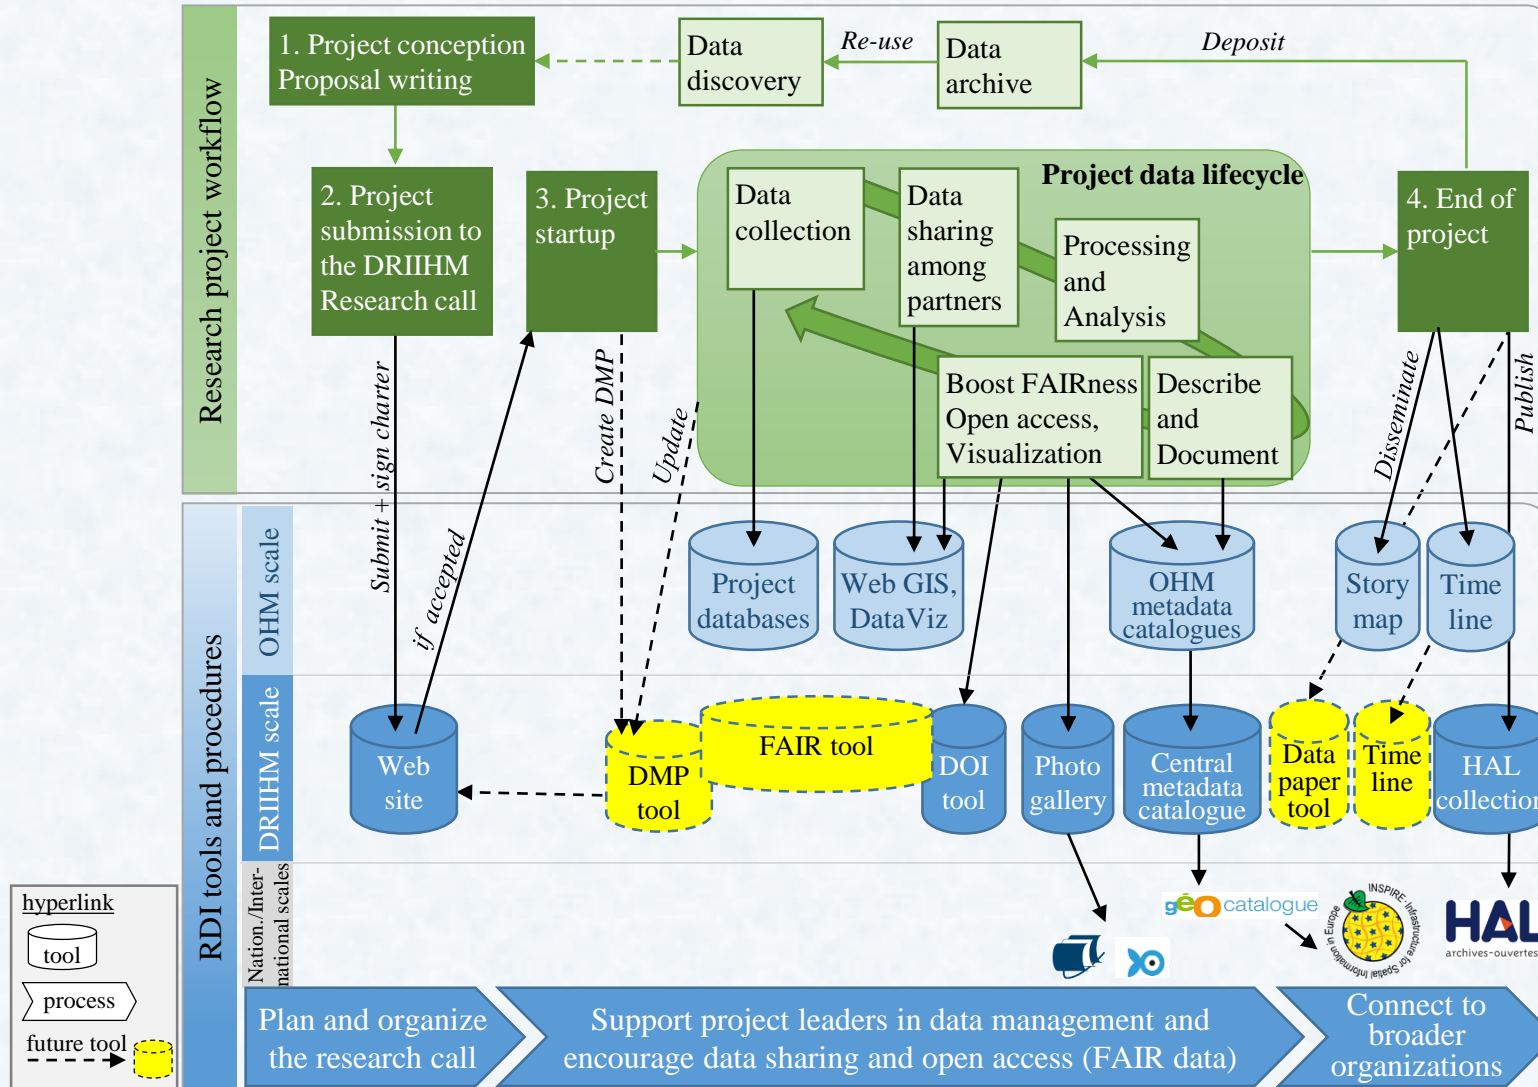 Research project workflow
1. Project conception
Proposal writing
Data
discovery
Re-use
Data
archive
Deposit
2. Project
submission to
the DRIIHM
Research call
3. Project
startup
Project data lifecycle
Data
collection
Data
sharing
among
partners
Processing
and
Analysis
Boost FAIRness
Open access,
Visualization
Describe
and
Document
4. End of
project
Submit + sign charter
if accepted
Create DMP
Update
Disseminate
Publish
RDI tools and procedures
OHM scale
Project
databases
Web GIS,
DataViz
OHM
metadata
catalogues
Story
map
Time
line
DRIIHM scale
Web
site
DMP
tool
FAIR tool
DOI
tool
Photo
gallery
Central
metadata
catalogue
Data
paper
tool
Time
line
HAL
collection
Nation./Inter-
national scales
géocatalogue
INSPIRE- Infrastructure for Spatial Information in Europe
HAL
archives-ouvertes
hyperlink
tool
process
future tool
Plan and organize
the research call
Support project leaders in data management and
encourage data sharing and open access (FAIR data)
Connect to
broader
organizations